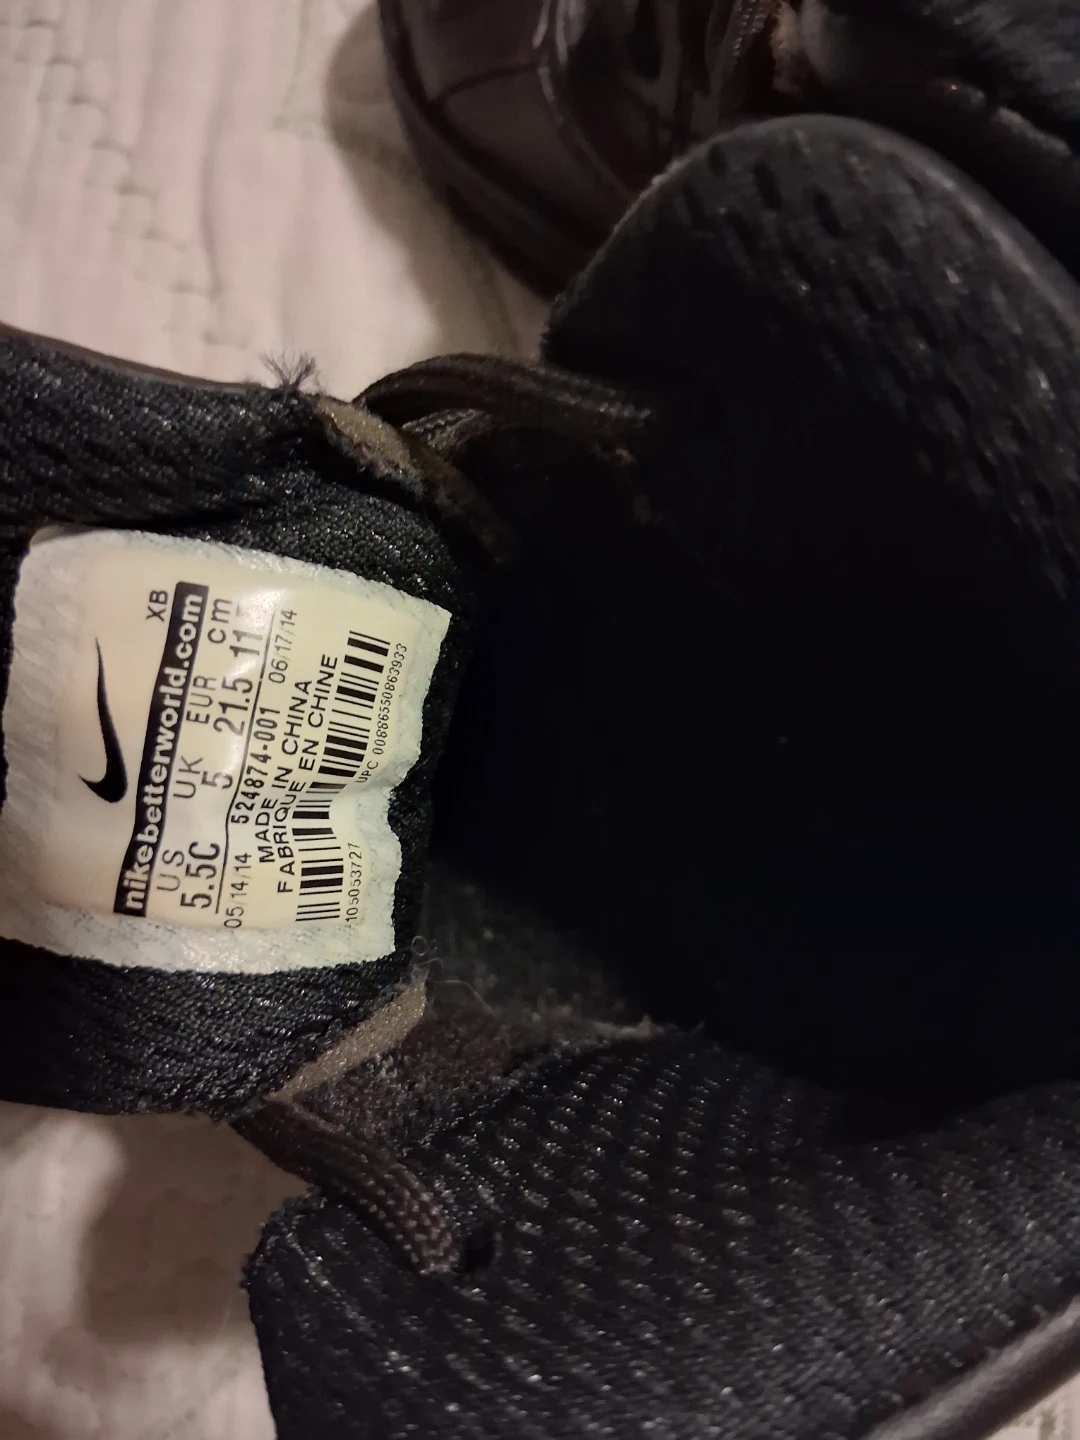 XB
nikebetterworld.com
US UK EUR cm
5.5C 5 21.5
05/14/14 524874-001 06/17/14
MADE IN CHINA
FABRIQUE EN CHINE
105053727 UPC 00886550863933